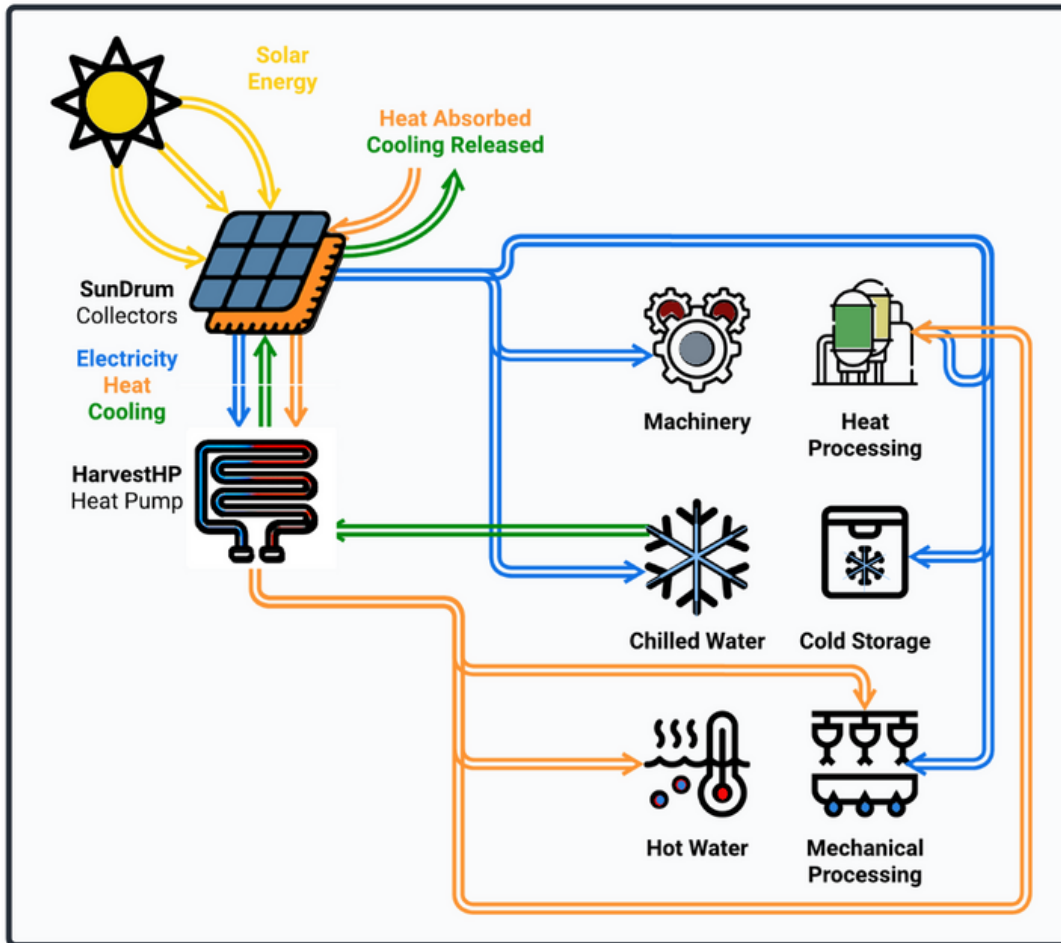 Solar
Energy
Heat Absorbed
Cooling Released
SunDrum
Collectors
Electricity
Heat
Cooling
HarvestHP
Heat Pump
Machinery
Heat
Processing
Chilled Water
Cold Storage
Hot Water
Mechanical
Processing